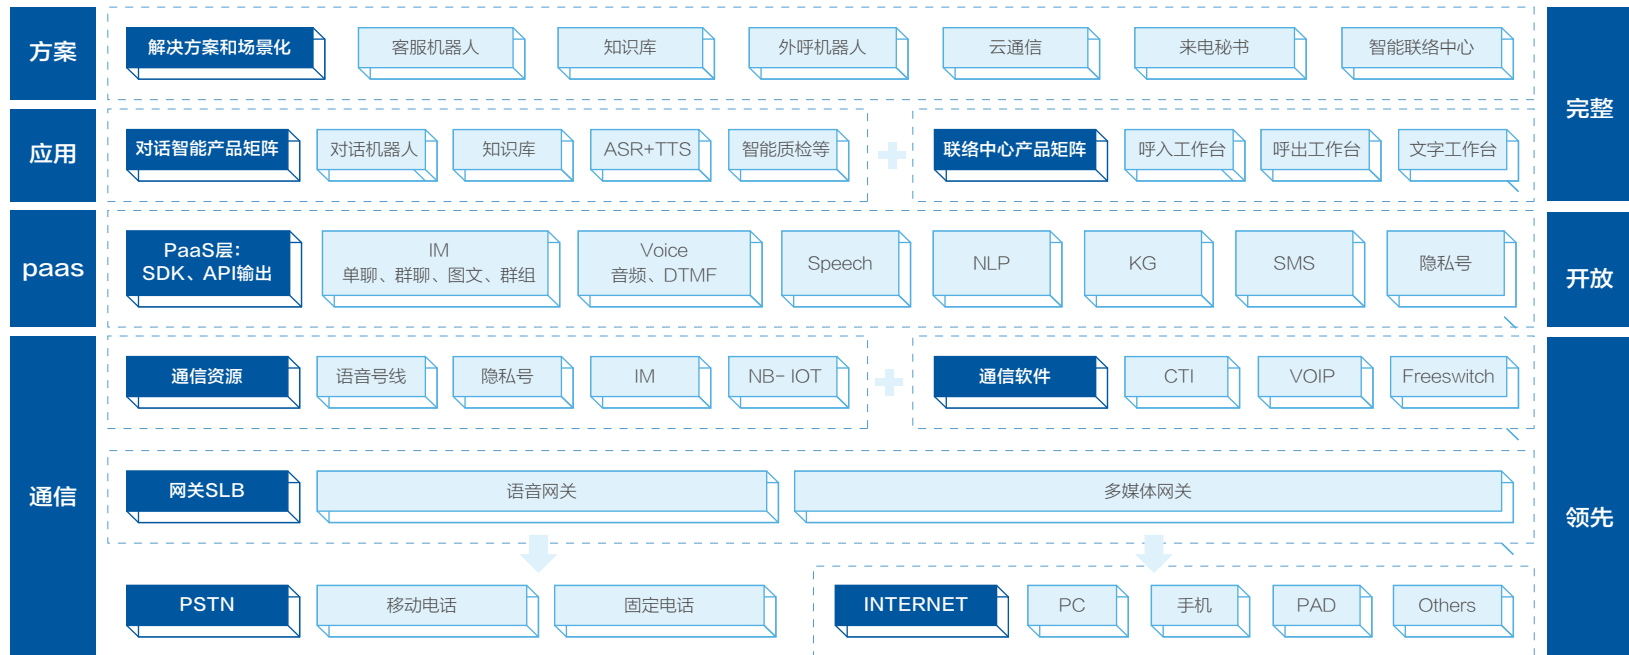 方案
解决方案和场景化
客服机器人
知识库
外呼机器人
云通信
来电秘书
智能联络中心
完整
应用
对话智能产品矩阵
对话机器人
知识库
ASR+TTS
智能质检等
联络中心产品矩阵
呼入工作台
呼出工作台
文字工作台
paas
PaaS层：
SDK、API输出
IM
单聊、群聊、图文、群组
Voice
音频、DTMF
Speech
NLP
KG
SMS
隐私号
开放
通信
通信资源
语音号线
隐私号
IM
NB- IOT
通信软件
CTI
VOIP
Freeswitch
领先
网关SLB
语音网关
多媒体网关
PSTN
移动电话
固定电话
INTERNET
PC
手机
PAD
Others